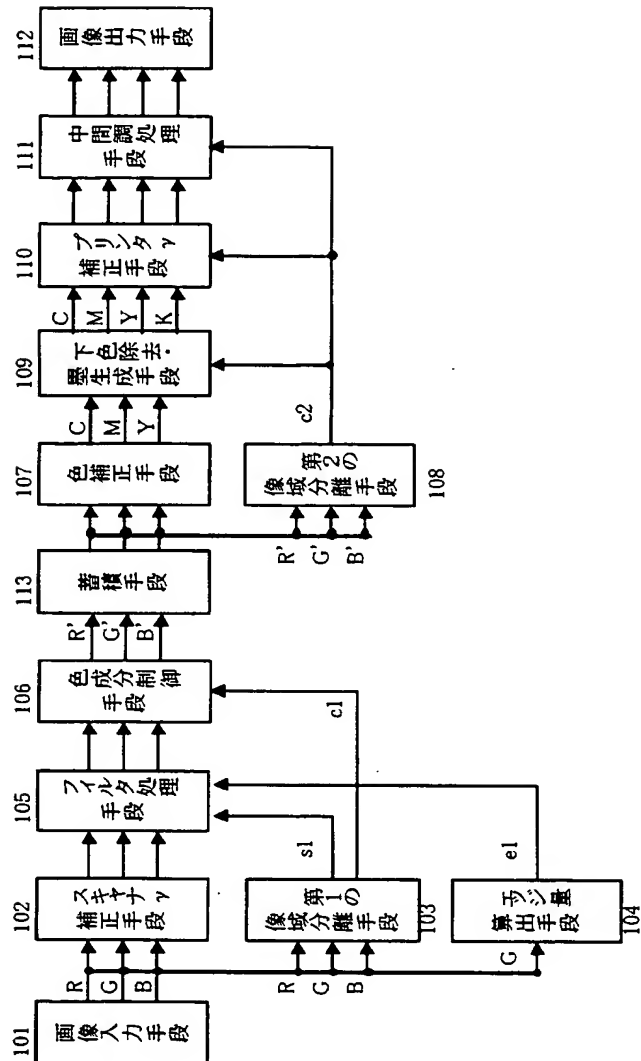 101
画像入力手段
R
G
B
102
スキャナγ
補正手段
R
G
B
第1の
像域分離手段
103
G
エッジ量
算出手段
104
s1
c1
e1
105
フィルタ処理
手段
106
色成分制御
手段
R'
G'
B'
113
蓄積手段
R'
G'
B'
107
色補正手段
第2の
像域分離手段
108
C
M
Y
c2
109
下色除去・
墨生成手段
C
M
Y
K
110
プリンタγ
補正手段
111
中間調処理
手段
112
画像出力手段